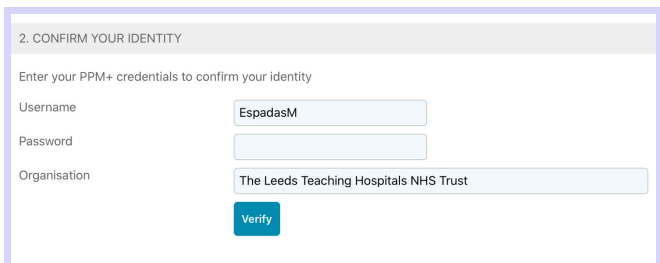 2. CONFIRM YOUR IDENTITY
Enter your PPM+ credentials to confirm your identity
Username EspadasM
Password
Organisation The Leeds Teaching Hospitals NHS Trust
Verify